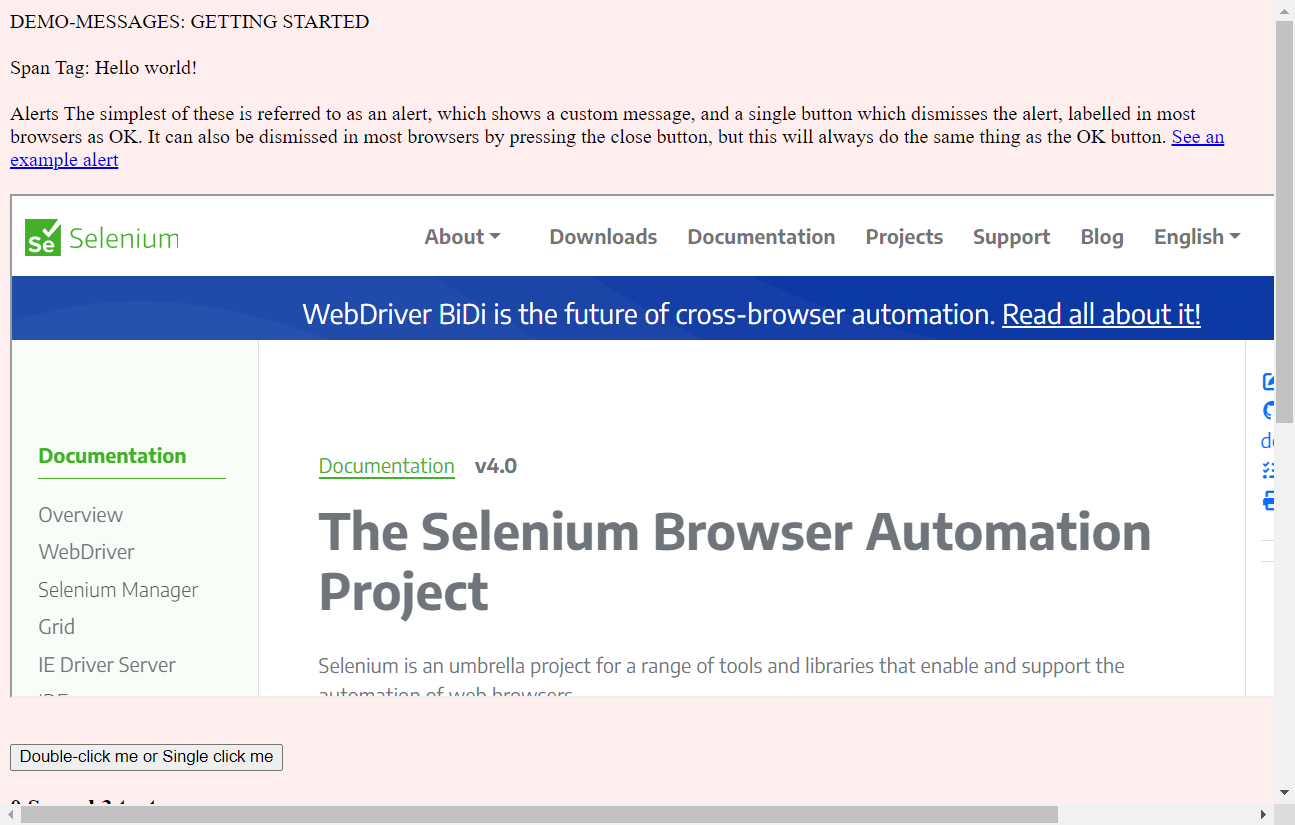 DEMO-MESSAGES: GETTING STARTED
Span Tag: Hello world!
Alerts The simplest of these is referred to as an alert, which shows a custom message, and a single button which dismisses the alert, labelled in most
browsers as OK. It can also be dismissed in most browsers by pressing the close button, but this will always do the same thing as the OK button. See an
example alert
Se Selenium
About Downloads Documentation Projects Support Blog English
WebDriver BiDi is the future of cross-browser automation. Read all about it!
Documentation
Overview
WebDriver
Selenium Manager
Grid
IE Driver Server
Documentation v4.0
The Selenium Browser Automation
Project
Selenium is an umbrella project for a range of tools and libraries that enable and support the
automation of web browsers
Double-click me or Single click me